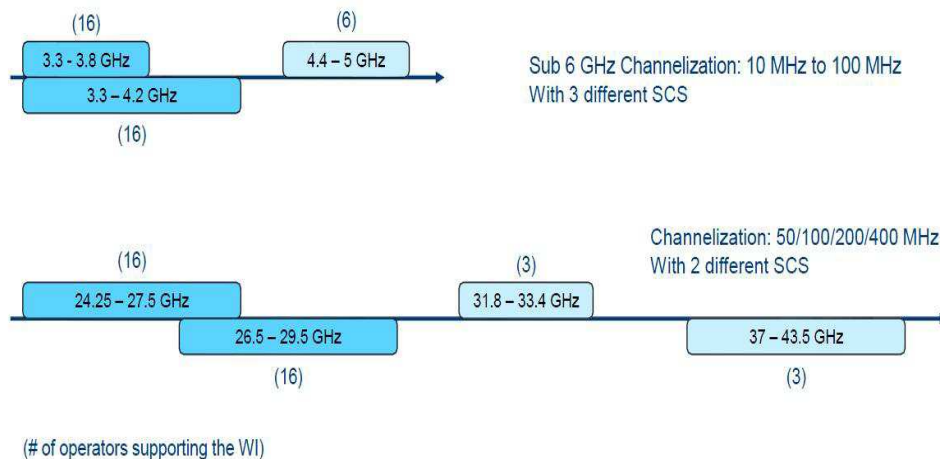 (16)
(6)
3.3 - 3.8 GHz
4.4 – 5 GHz
3.3 – 4.2 GHz
(16)
Sub 6 GHz Channelization: 10 MHz to 100 MHz
With 3 different SCS
Channelization: 50/100/200/400 MHz
With 2 different SCS
(16)
(3)
24.25 – 27.5 GHz
31.8 – 33.4 GHz
26.5 – 29.5 GHz
37 – 43.5 GHz
(16)
(3)
(# of operators supporting the WI)